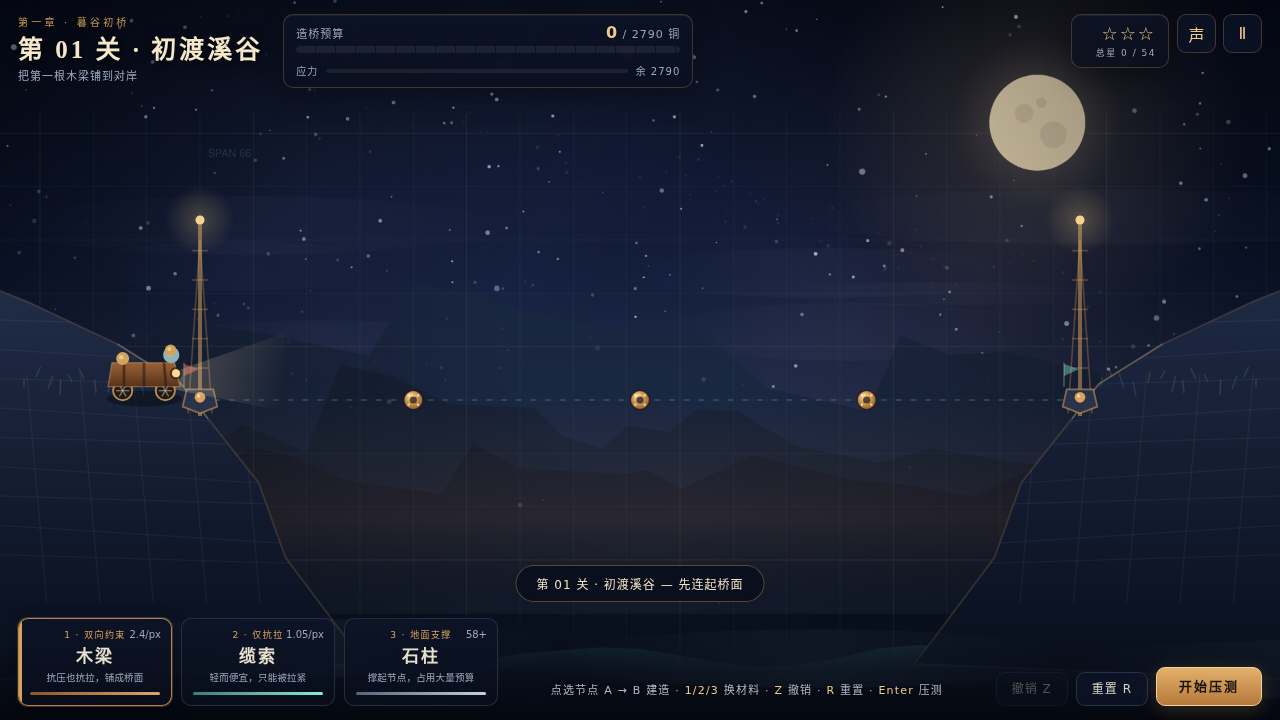 第一章 · 暮谷初桥
第 01 关 · 初渡溪谷
把第一根木梁铺到对岸
造桥预算
0 / 2790 铜
应力
余 2790
☆☆☆
总星 0 / 54
声
Ⅱ
SPAN 66
第 01 关 · 初渡溪谷 — 先连起桥面
1 · 双向约束 2.4/px
木梁
抗压也抗拉，铺成桥面
2 · 仅抗拉 1.05/px
缆索
轻而便宜，只能被拉紧
3 · 地面支撑 58+
石柱
撑起节点，占用大量预算
点选节点 A → B 建造 · 1/2/3 换材料 · Z 撤销 · R 重置 · Enter 压测
撤销 Z
重置 R
开始压测